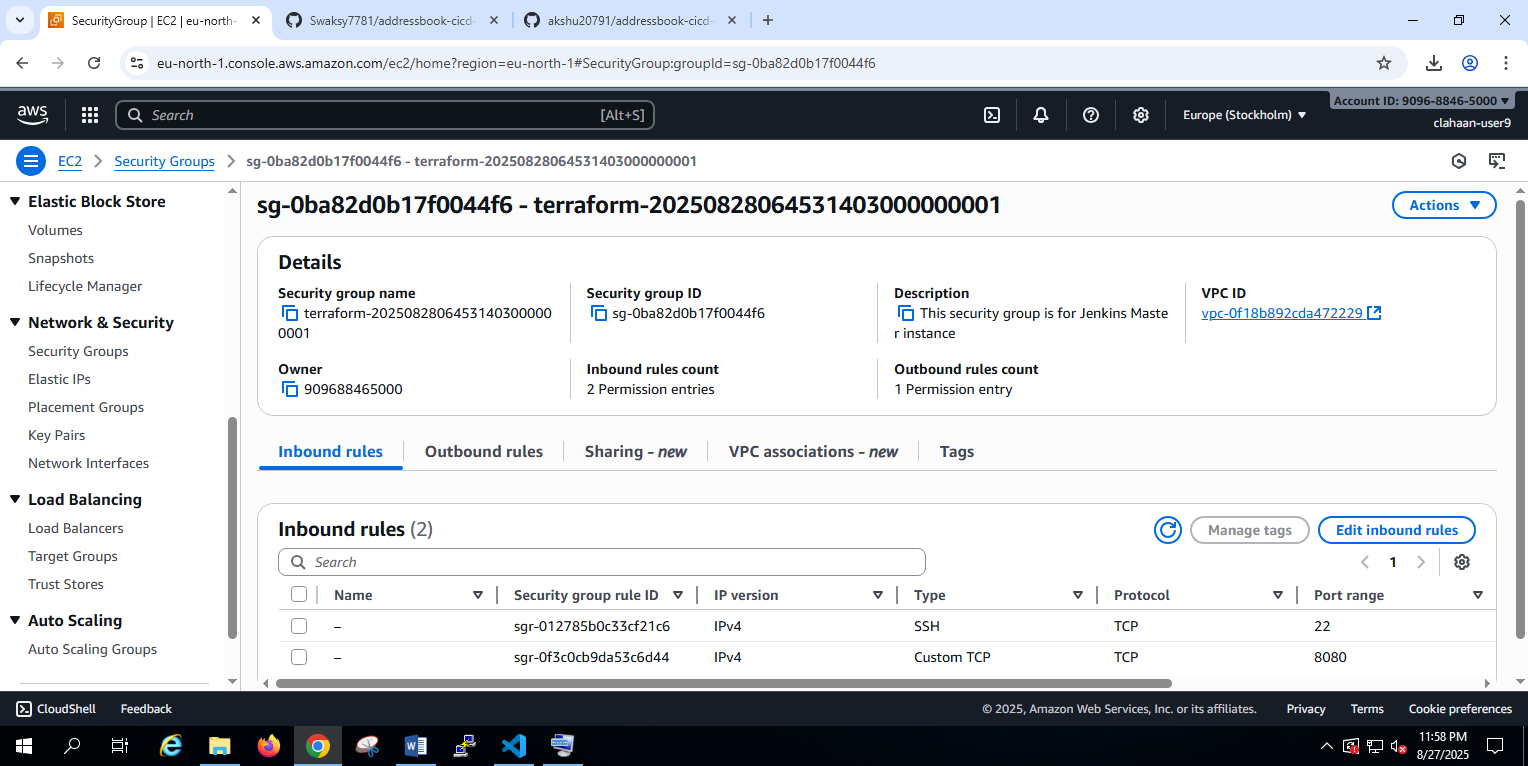 SecurityGroup | EC2 | eu-north-
Swaksy7781/addressbook-cicd-
akshu20791/addressbook-cicd-
eu-north-1.console.aws.amazon.com/ec2/home?region=eu-north-1#SecurityGroup:groupId=sg-0ba82d0b17f0044f6
aws
Search
[Alt+S]
Europe (Stockholm)
Account ID: 9096-8846-5000
clahaan-user9
EC2
Security Groups
sg-0ba82d0b17f0044f6 - terraform-20250828064531403000000001
Elastic Block Store
Volumes
Snapshots
Lifecycle Manager
Network & Security
Security Groups
Elastic IPs
Placement Groups
Key Pairs
Network Interfaces
Load Balancing
Load Balancers
Target Groups
Trust Stores
Auto Scaling
Auto Scaling Groups
sg-0ba82d0b17f0044f6 - terraform-20250828064531403000000001
Actions
Details
Security group name
terraform-202508280645314030000​0
0001
Security group ID
sg-0ba82d0b17f0044f6
Description
This security group is for Jenkins Maste
r instance
VPC ID
vpc-0f18b892cda472229
Owner
909688465000
Inbound rules count
2 Permission entries
Outbound rules count
1 Permission entry
Inbound rules
Outbound rules
Sharing - new
VPC associations - new
Tags
Inbound rules (2)
Manage tags
Edit inbound rules
Search
1
Name Security group rule ID IP version Type Protocol Port range
– sgr-012785b0c33cf21c6 IPv4 SSH TCP 22
– sgr-0f3c0cb9da53c6d44 IPv4 Custom TCP TCP 8080
CloudShell
Feedback
© 2025, Amazon Web Services, Inc. or its affiliates.
Privacy
Terms
Cookie preferences
11:58 PM
8/27/2025